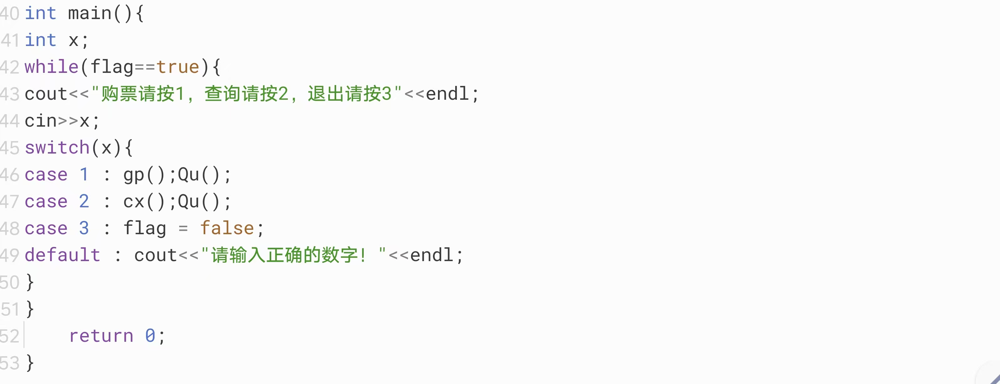 40 int main(){
41 int x;
42 while(flag==true){
43 cout<<"购票请按1，查询请按2，退出请按3"<<endl;
44 cin>>x;
45 switch(x){
46 case 1 : gp();Qu();
47 case 2 : cx();Qu();
48 case 3 : flag = false;
49 default : cout<<"请输入正确的数字！"<<endl;
50 }
51 }
52     return 0;
53 }